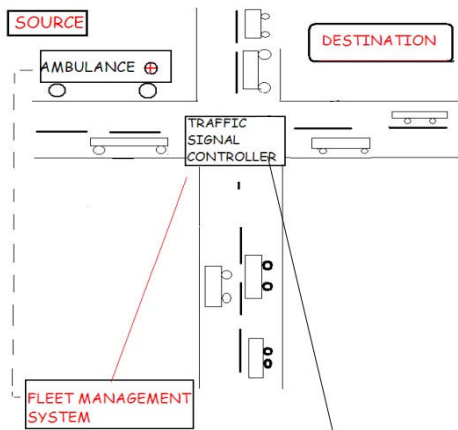 SOURCE
DESTINATION
AMBULANCE
TRAFFIC
SIGNAL
CONTROLLER
FLEET MANAGEMENT
SYSTEM